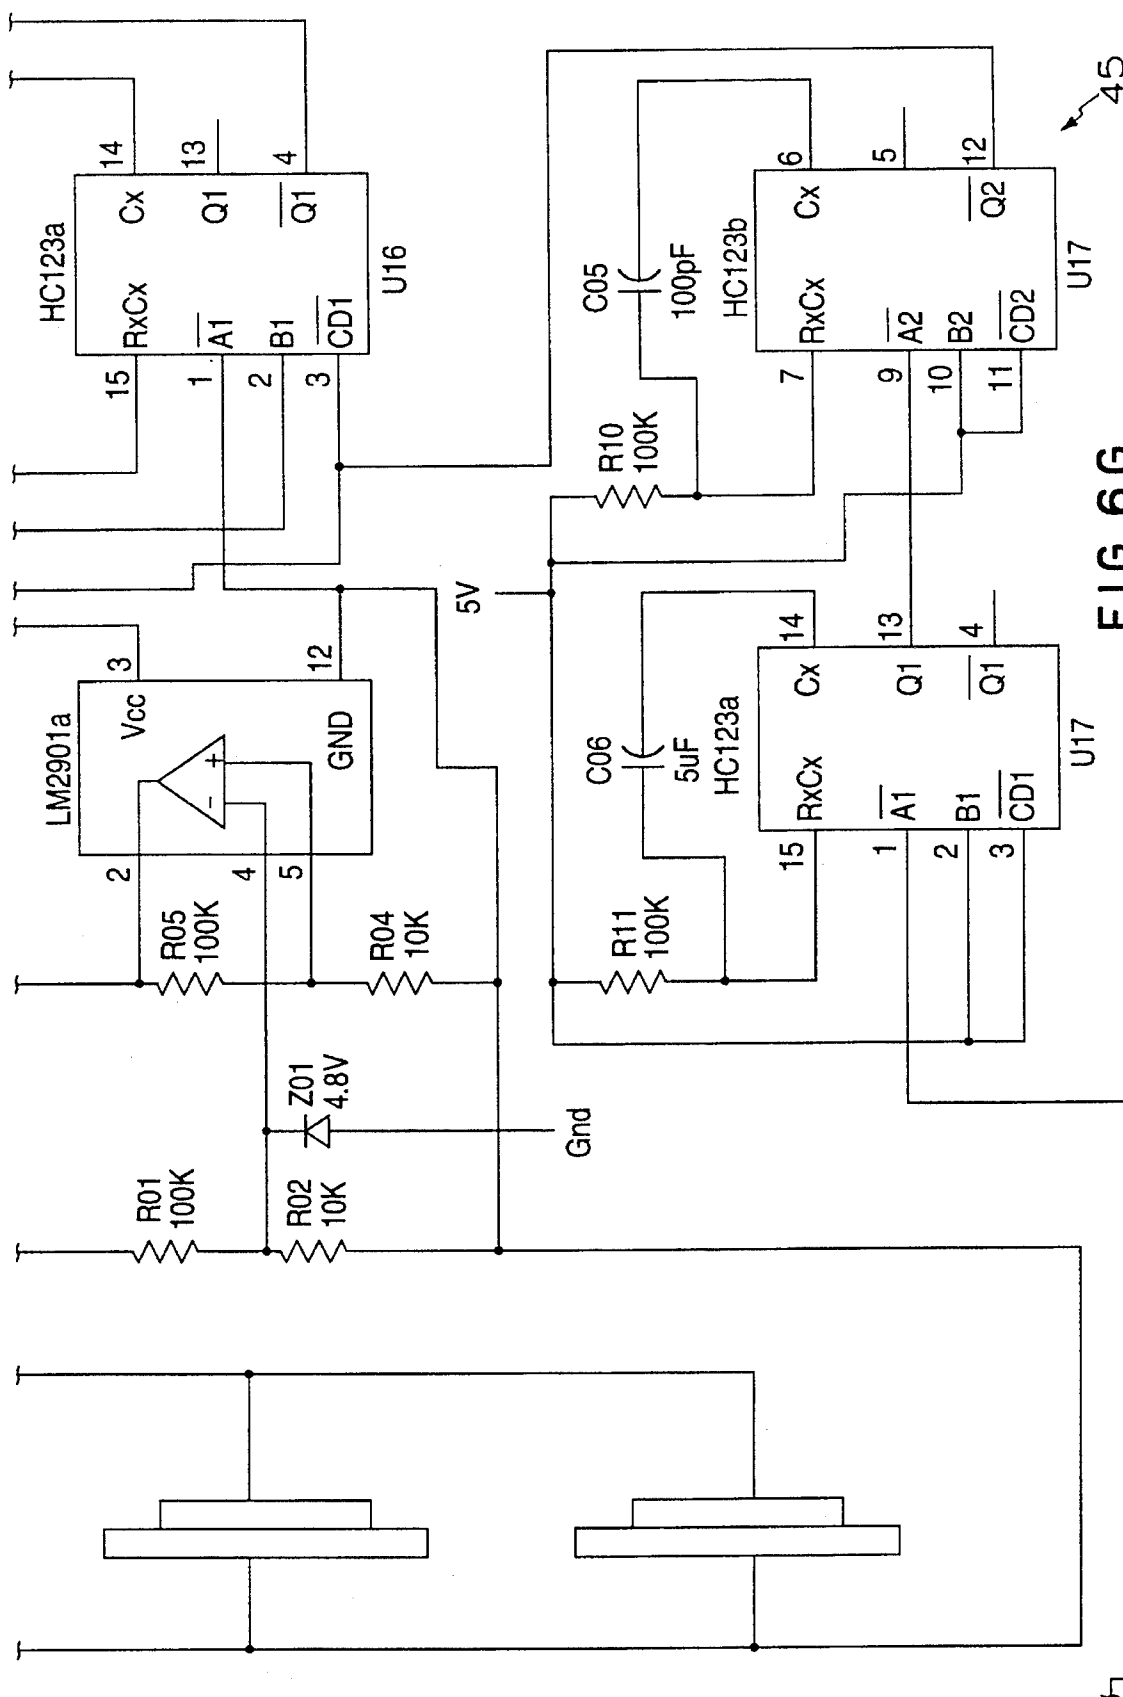 HC123a
15
RxCx
Cx
14
1
A1
Q1
13
2
B1
3
CD1
Q1
4
U16
LM2901a
2
Vcc
3
4
-
+
5
GND
12
R05
100K
R04
10K
R01
100K
R02
10K
Z01
4.8V
Gnd
5V
C05
100pF
R10
100K
HC123b
7
RxCx
Cx
6
9
A2
5
10
B2
11
CD2
Q2
12
U17
C06
5uF
R11
100K
HC123a
15
RxCx
Cx
14
1
A1
Q1
13
2
B1
3
CD1
Q1
4
U17
45
FIG. 6G